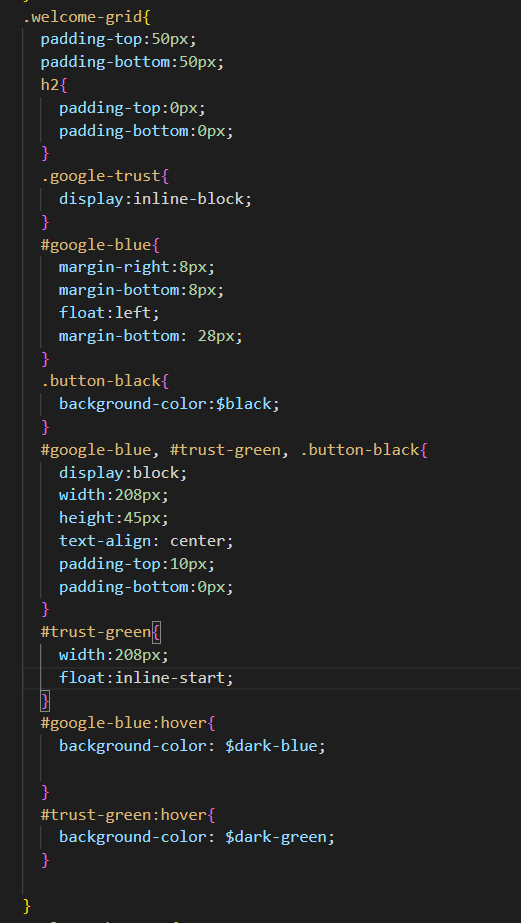 .welcome-grid{
padding-top:50px;
padding-bottom:50px;
h2{
padding-top:0px;
padding-bottom:0px;
}
.google-trust{
display:inline-block;
}
#google-blue{
margin-right:8px;
margin-bottom:8px;
float:left;
margin-bottom: 28px;
}
.button-black{
background-color:$black;
}
#google-blue, #trust-green, .button-black{
display:block;
width:208px;
height:45px;
text-align: center;
padding-top:10px;
padding-bottom:0px;
}
#trust-green{
width:208px;
float:inline-start;
}
#google-blue:hover{
background-color: $dark-blue;
}
#trust-green:hover{
background-color: $dark-green;
}
}